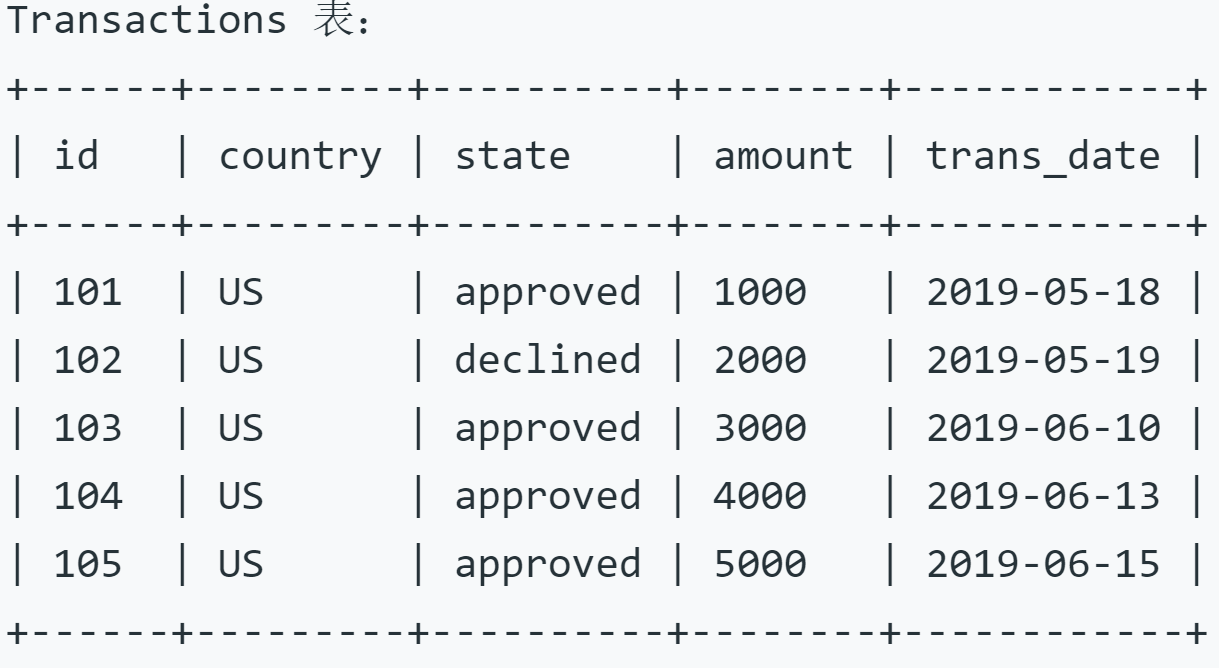 Transactions 表：
+------+---------+----------+--------+------------+
| id   | country | state    | amount | trans_date |
+------+---------+----------+--------+------------+
| 101  | US      | approved | 1000   | 2019-05-18 |
| 102  | US      | declined | 2000   | 2019-05-19 |
| 103  | US      | approved | 3000   | 2019-06-10 |
| 104  | US      | approved | 4000   | 2019-06-13 |
| 105  | US      | approved | 5000   | 2019-06-15 |
+------+---------+----------+--------+------------+